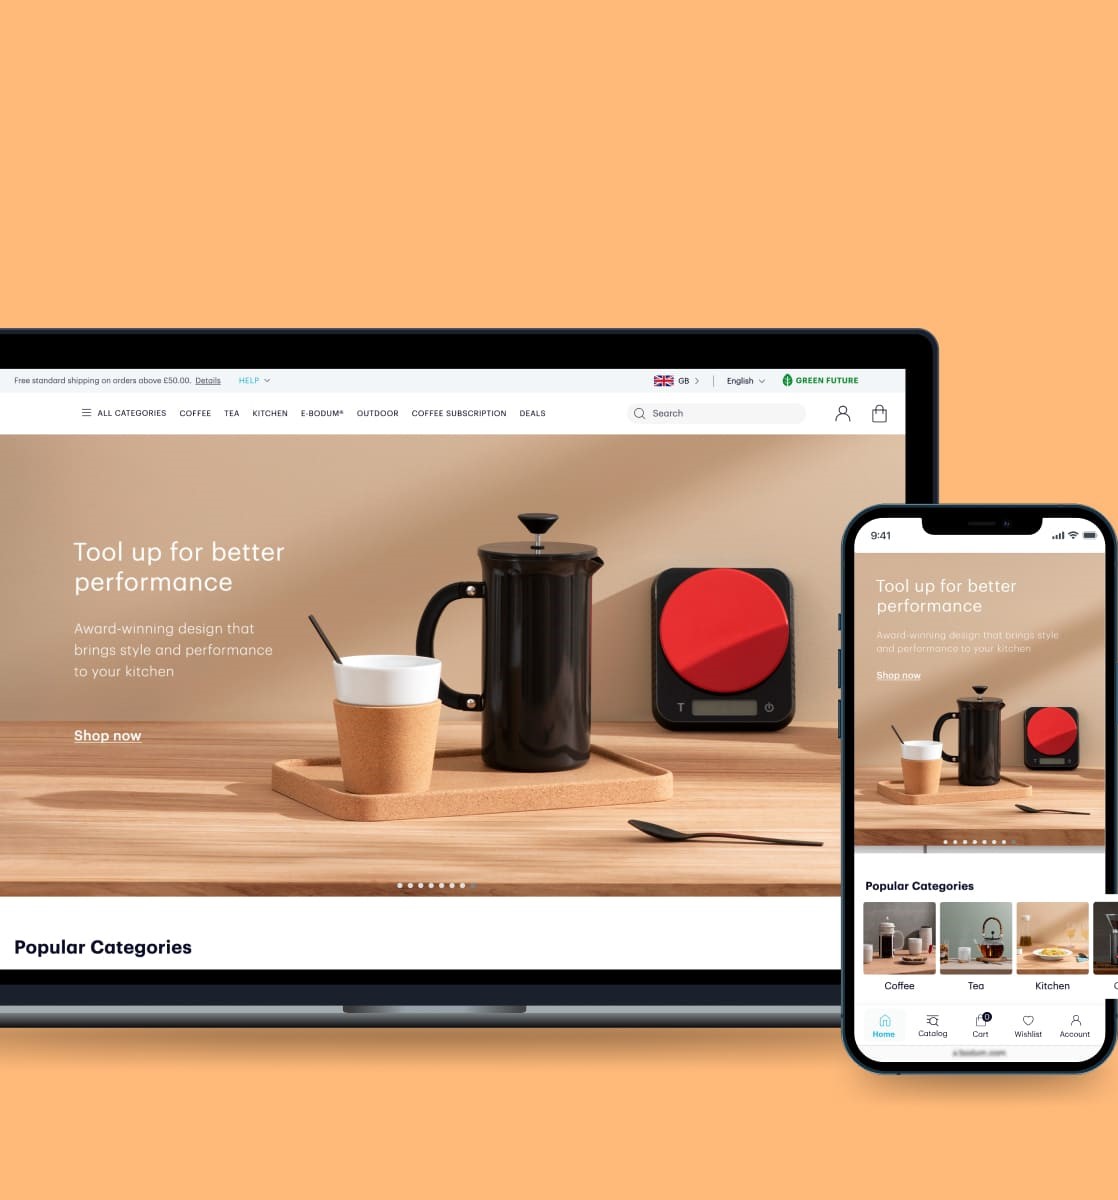 Free standard shipping on orders above £50.00. Details HELP GB English GREEN FUTURE
ALL CATEGORIES COFFEE TEA KITCHEN E-BODUM® OUTDOOR COFFEE SUBSCRIPTION DEALS Search
Tool up for better
performance
Award-winning design that
brings style and performance
to your kitchen
Shop now
T
Popular Categories
9:41
Tool up for better
performance
Award-winning design that brings style
and performance to your kitchen
Shop now
T
Popular Categories
Coffee Tea Kitchen
0
Home Catalog Cart Wishlist Account